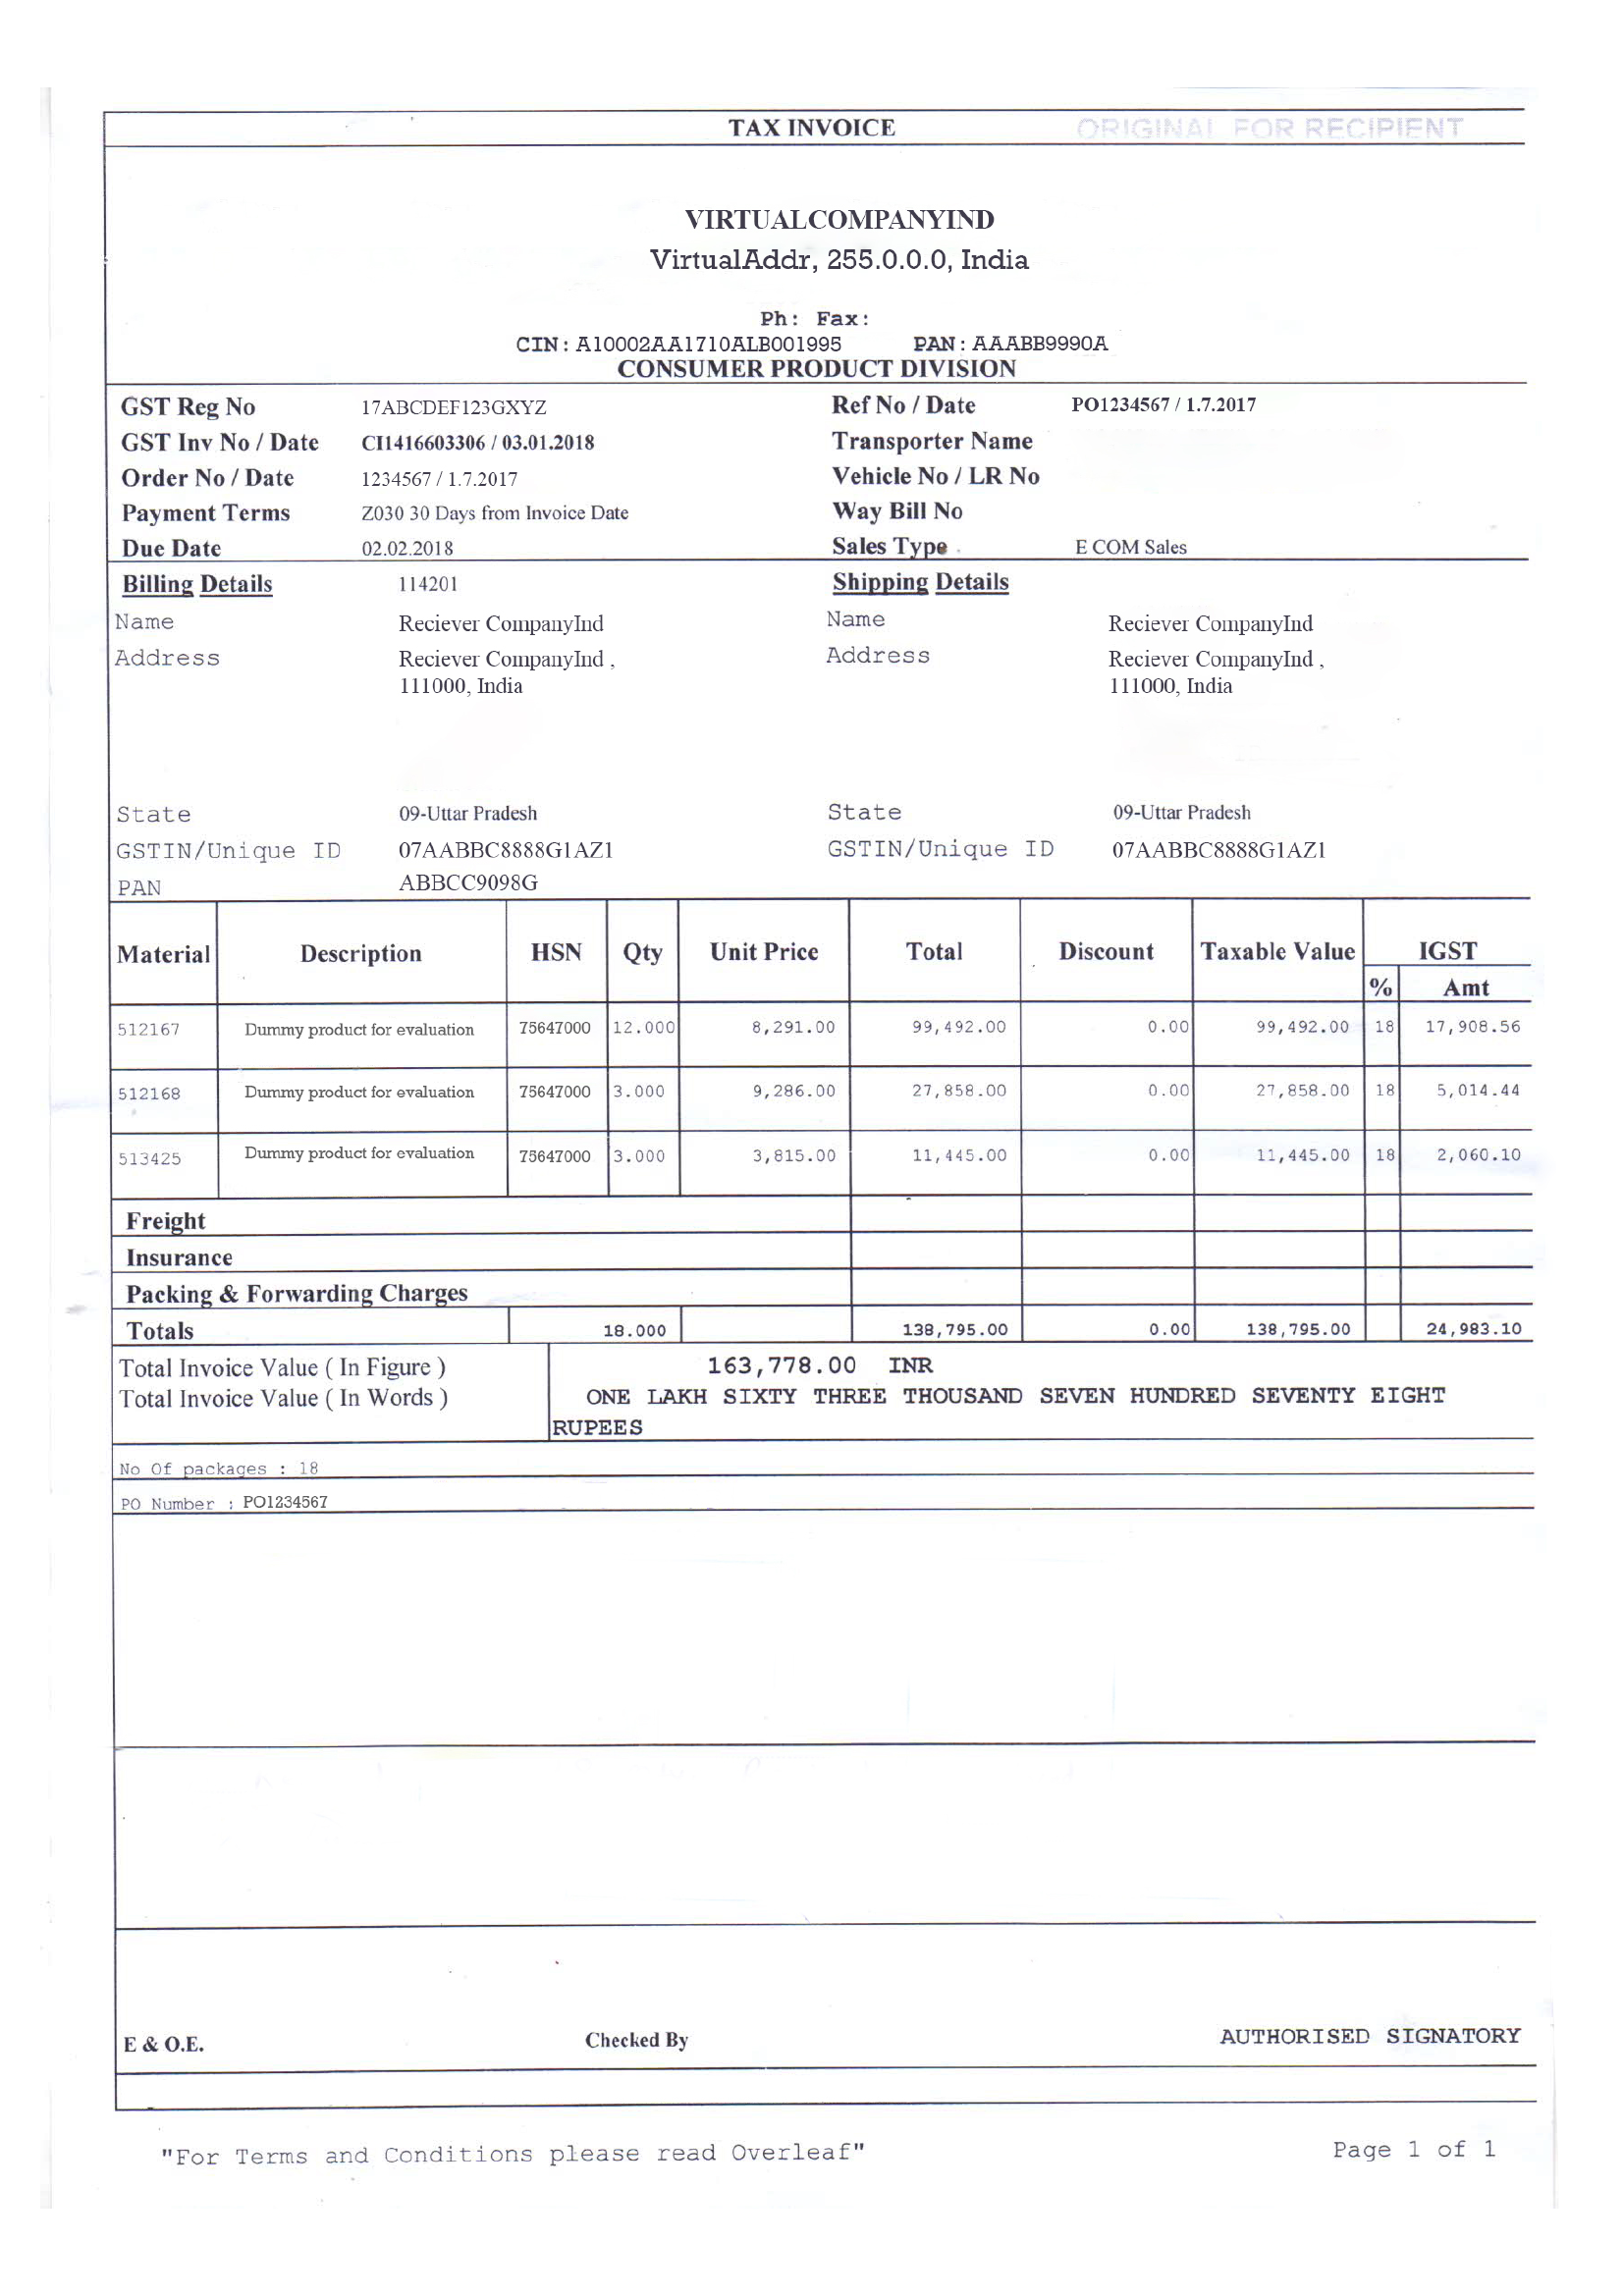 TAX INVOICE ORIGINAL FOR RECIPIENT
VIRTUALCOMPANYIND
VirtualAddr, 255.0.0.0, India
Ph: Fax:
CIN: A10002AA1710ALB001995 PAN: AAABB9990A
CONSUMER PRODUCT DIVISION
GST Reg No 17ABCDEF123GXYZ Ref No / Date PO1234567 / 1.7.2017
GST Inv No / Date CI1416603306 / 03.01.2018 Transporter Name
Order No / Date 1234567 / 1.7.2017 Vehicle No / LR No
Payment Terms Z030 30 Days from Invoice Date Way Bill No
Due Date 02.02.2018 Sales Type E COM Sales
Billing Details 114201 Shipping Details
Name Reciever CompanyInd Name Reciever CompanyInd
Address Reciever CompanyInd , Address Reciever CompanyInd ,
111000, India 111000, India
State 09-Uttar Pradesh State 09-Uttar Pradesh
GSTIN/Unique ID 07AABBC8888G1AZ1 GSTIN/Unique ID 07AABBC8888G1AZ1
PAN ABBCC9098G
Material Description HSN Qty Unit Price Total Discount Taxable Value IGST
% Amt
512167 Dummy product for evaluation 75647000 12.000 8,291.00 99,492.00 0.00 99,492.00 18 17,908.56
512168 Dummy product for evaluation 75647000 3.000 9,286.00 27,858.00 0.00 27,858.00 18 5,014.44
513425 Dummy product for evaluation 75647000 3.000 3,815.00 11,445.00 0.00 11,445.00 18 2,060.10
Freight
Insurance
Packing & Forwarding Charges
Totals 18.000 138,795.00 0.00 138,795.00 24,983.10
Total Invoice Value ( In Figure ) 163,778.00 INR
Total Invoice Value ( In Words ) ONE LAKH SIXTY THREE THOUSAND SEVEN HUNDRED SEVENTY EIGHT
RUPEES
No Of packages : 18
PO Number : PO1234567
E & O.E. Checked By AUTHORISED SIGNATORY
"For Terms and Conditions please read Overleaf" Page 1 of 1